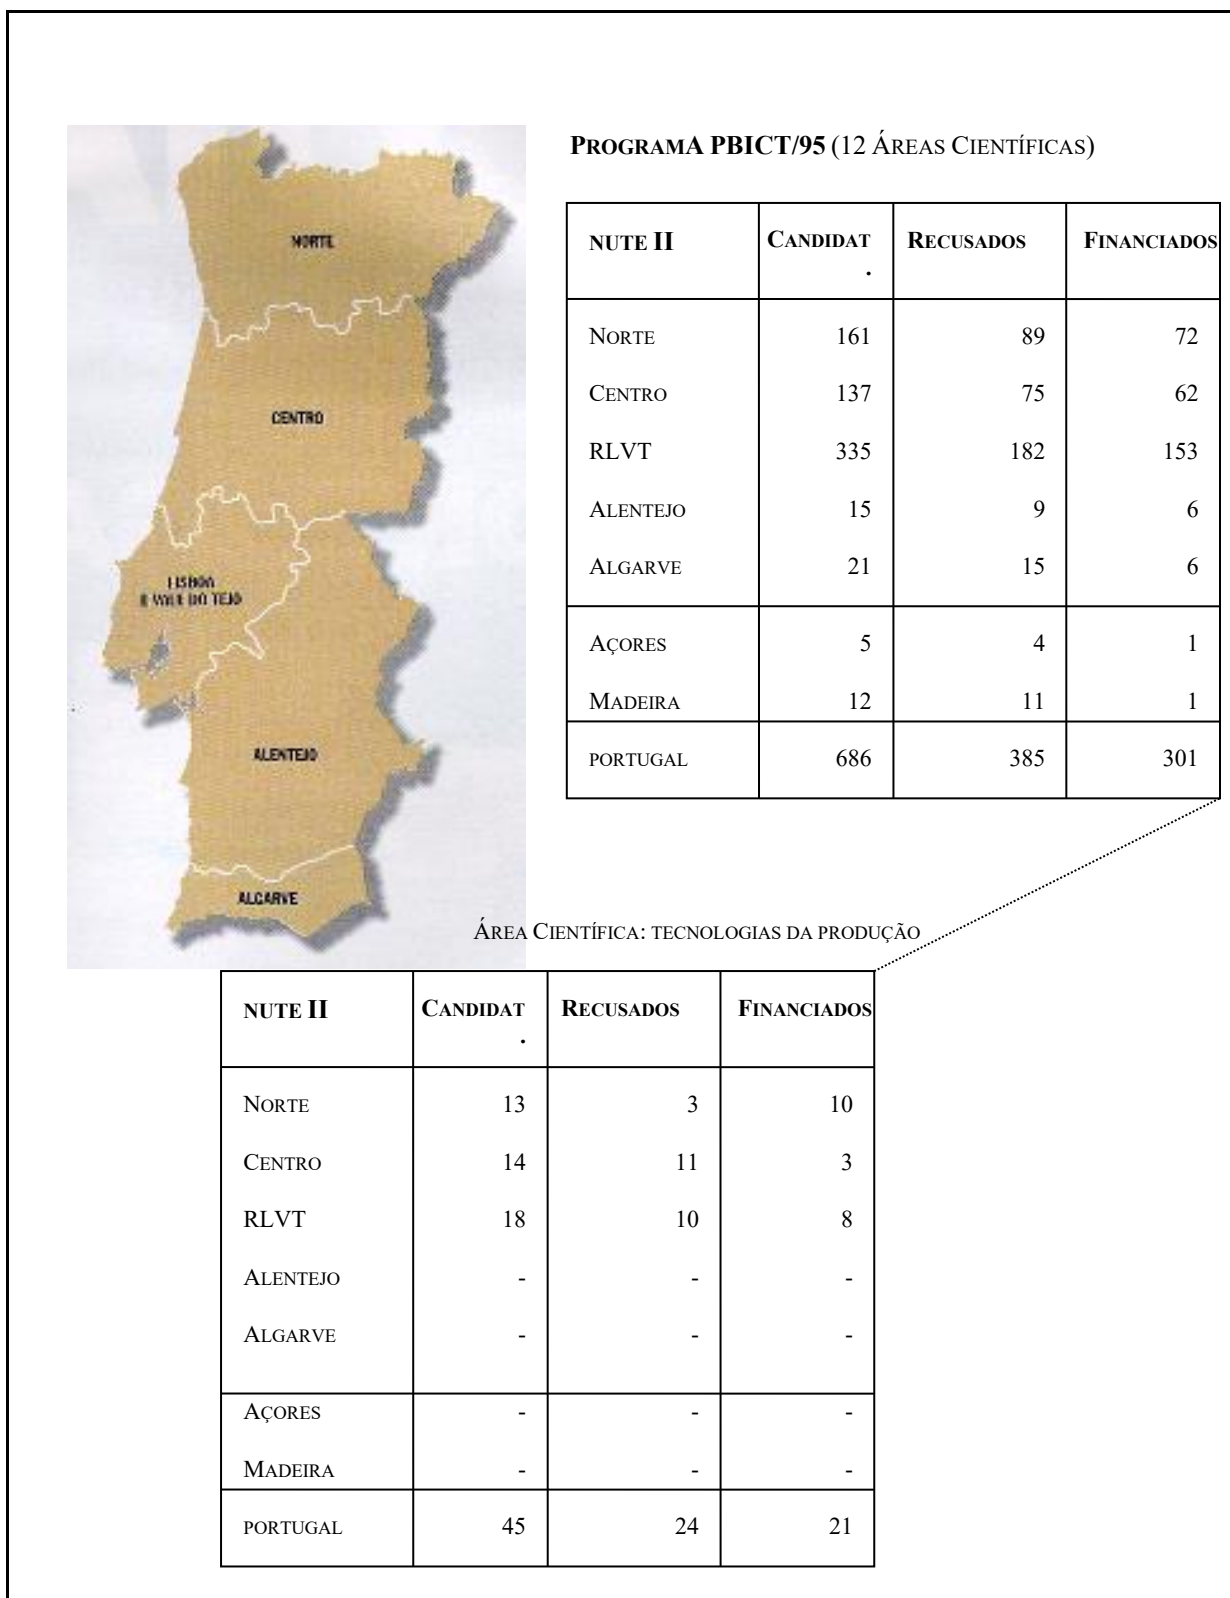 PROGRAMA PBICT/95 (12 ÁREAS CIENTÍFICAS)
NUTE II CANDIDAT. RECUSADOS FINANCIADOS
NORTE 161 89 72
CENTRO 137 75 62
RLVT 335 182 153
ALENTEJO 15 9 6
ALGARVE 21 15 6
AÇORES 5 4 1
MADEIRA 12 11 1
PORTUGAL 686 385 301
NORTE
CENTRO
LISBOA
E VALE DO TEJO
ALENTEJO
ALGARVE
ÁREA CIENTÍFICA: TECNOLOGIAS DA PRODUÇÃO
NUTE II CANDIDAT. RECUSADOS FINANCIADOS
NORTE 13 3 10
CENTRO 14 11 3
RLVT 18 10 8
ALENTEJO - - -
ALGARVE - - -
AÇORES - - -
MADEIRA - - -
PORTUGAL 45 24 21